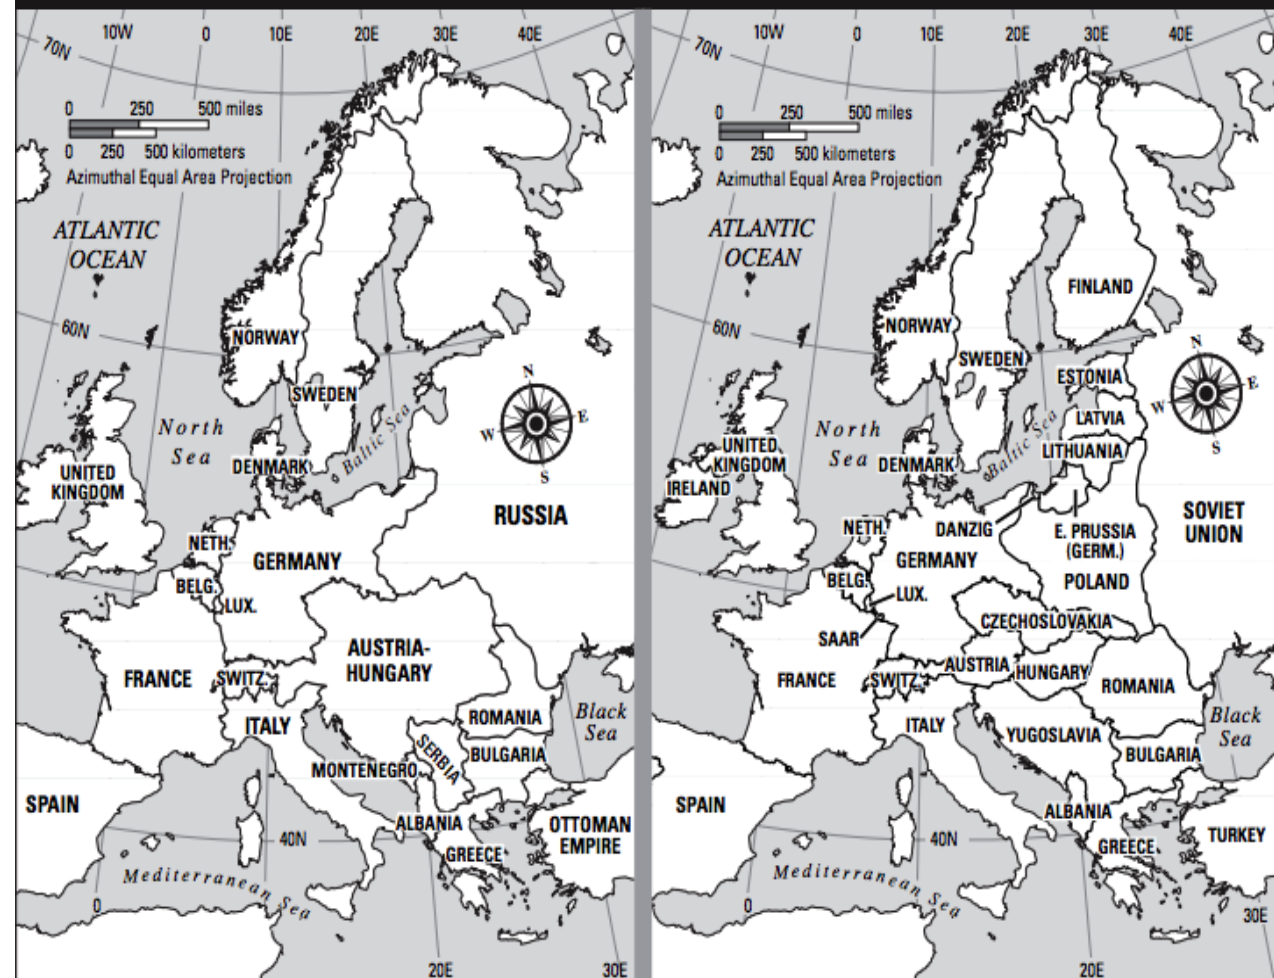 10W 0 10E 20E 30E 40E
70N
0 250 500 miles
0 250 500 kilometers
Azimuthal Equal Area Projection
ATLANTIC
OCEAN
60N
NORWAY
SWEDEN
North
Sea
Baltic Sea
DENMARK
UNITED
KINGDOM
N
E
S
W
RUSSIA
NETH.
GERMANY
BELG.
LUX.
AUSTRIA-
HUNGARY
FRANCE
SWITZ.
ITALY
ROMANIA
Black
Sea
SERBIA
BULGARIA
MONTENEGRO
SPAIN
ALBANIA
OTTOMAN
EMPIRE
40N
GREECE
Mediterranean Sea
0
20E
30E
10W 0 10E 20E 30E 40E
70N
0 250 500 miles
0 250 500 kilometers
Azimuthal Equal Area Projection
ATLANTIC
OCEAN
60N
FINLAND
NORWAY
SWEDEN
ESTONIA
N
E
S
W
North
Sea
Baltic Sea
LATVIA
UNITED
KINGDOM
DENMARK
LITHUANIA
IRELAND
NETH.
DANZIG
E. PRUSSIA
(GERM.)
SOVIET
UNION
GERMANY
BELG.
POLAND
LUX.
SAAR
CZECHOSLOVAKIA
FRANCE
SWITZ.
AUSTRIA
HUNGARY
ROMANIA
ITALY
YUGOSLAVIA
Black
Sea
BULGARIA
SPAIN
ALBANIA
TURKEY
40N
GREECE
Mediterranean Sea
0
30E
20E